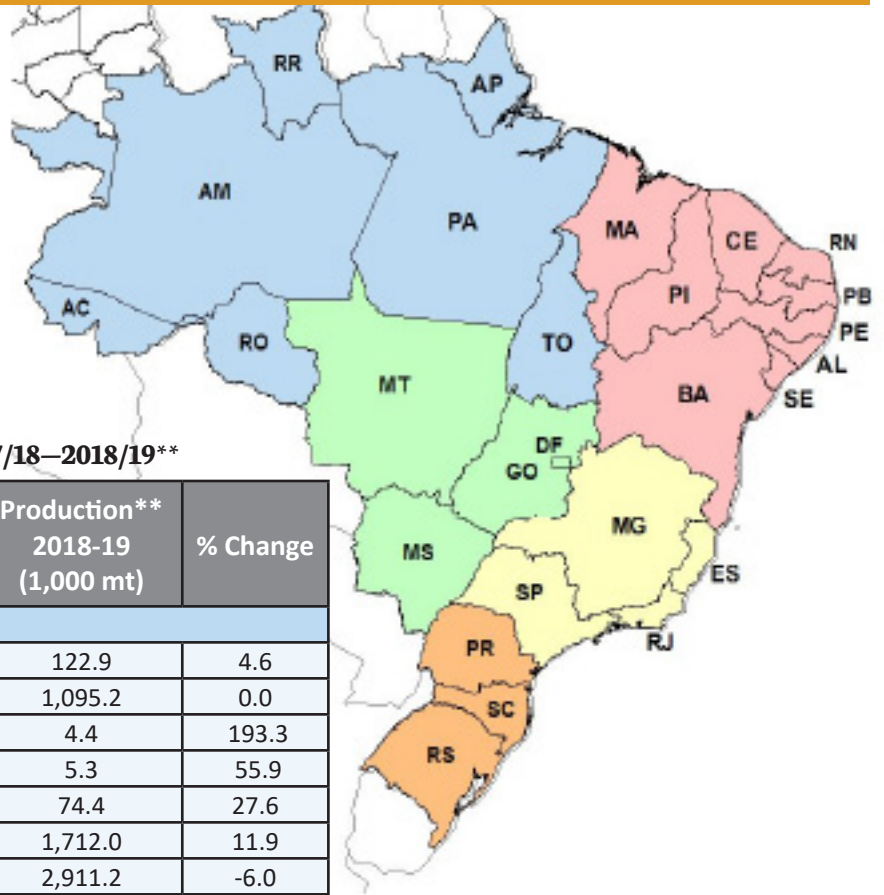 RR
AP
AM
PA
MA
CE
RN
PI
PB
AC
PE
RO
TO
AL
MT
BA
SE
DF
GO
MG
MS
ES
SP
RJ
PR
SC
RS
7/18—2018/19**
Production**
2018-19
(1,000 mt)
% Change
122.9 4.6
1,095.2 0.0
4.4 193.3
5.3 55.9
74.4 27.6
1,712.0 11.9
2,911.2 -6.0